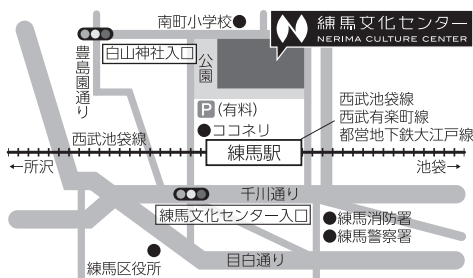 南町小学校
練馬文化センター
NERIMA CULTURE CENTER
白山神社入口
豊島園通り
公園
P (有料)
ココネリ
西武池袋線
西武有楽町線
都営地下鉄大江戸線
西武池袋線
練馬駅
←所沢
池袋→
千川通り
練馬文化センター入口
練馬消防署
練馬警察署
目白通り
練馬区役所